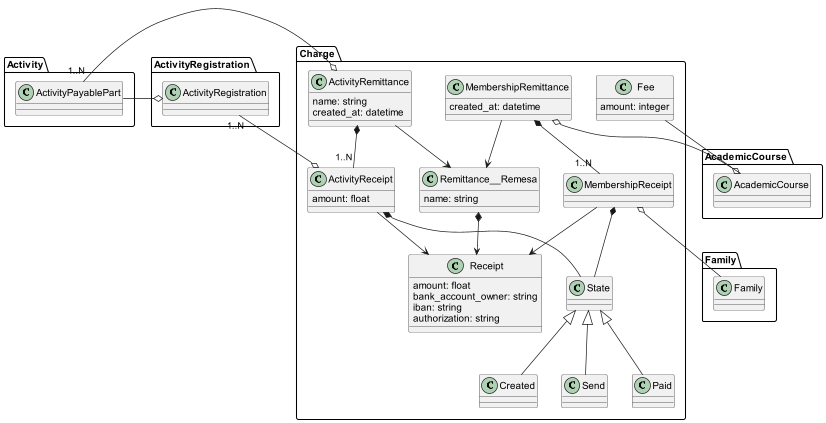 Charge
Activity
ActivityRegistration
1..N
C ActivityPayablePart
C ActivityRegistration
1..N
C ActivityRemittance
name: string
created_at: datetime
C MembershipRemittance
created_at: datetime
C Fee
amount: integer
AcademicCourse
C AcademicCourse
1..N
1..N
C ActivityReceipt
amount: float
C Remittance__Remesa
name: string
C MembershipReceipt
Family
C Family
C Receipt
amount: float
bank_account_owner: string
iban: string
authorization: string
C State
C Created
C Send
C Paid